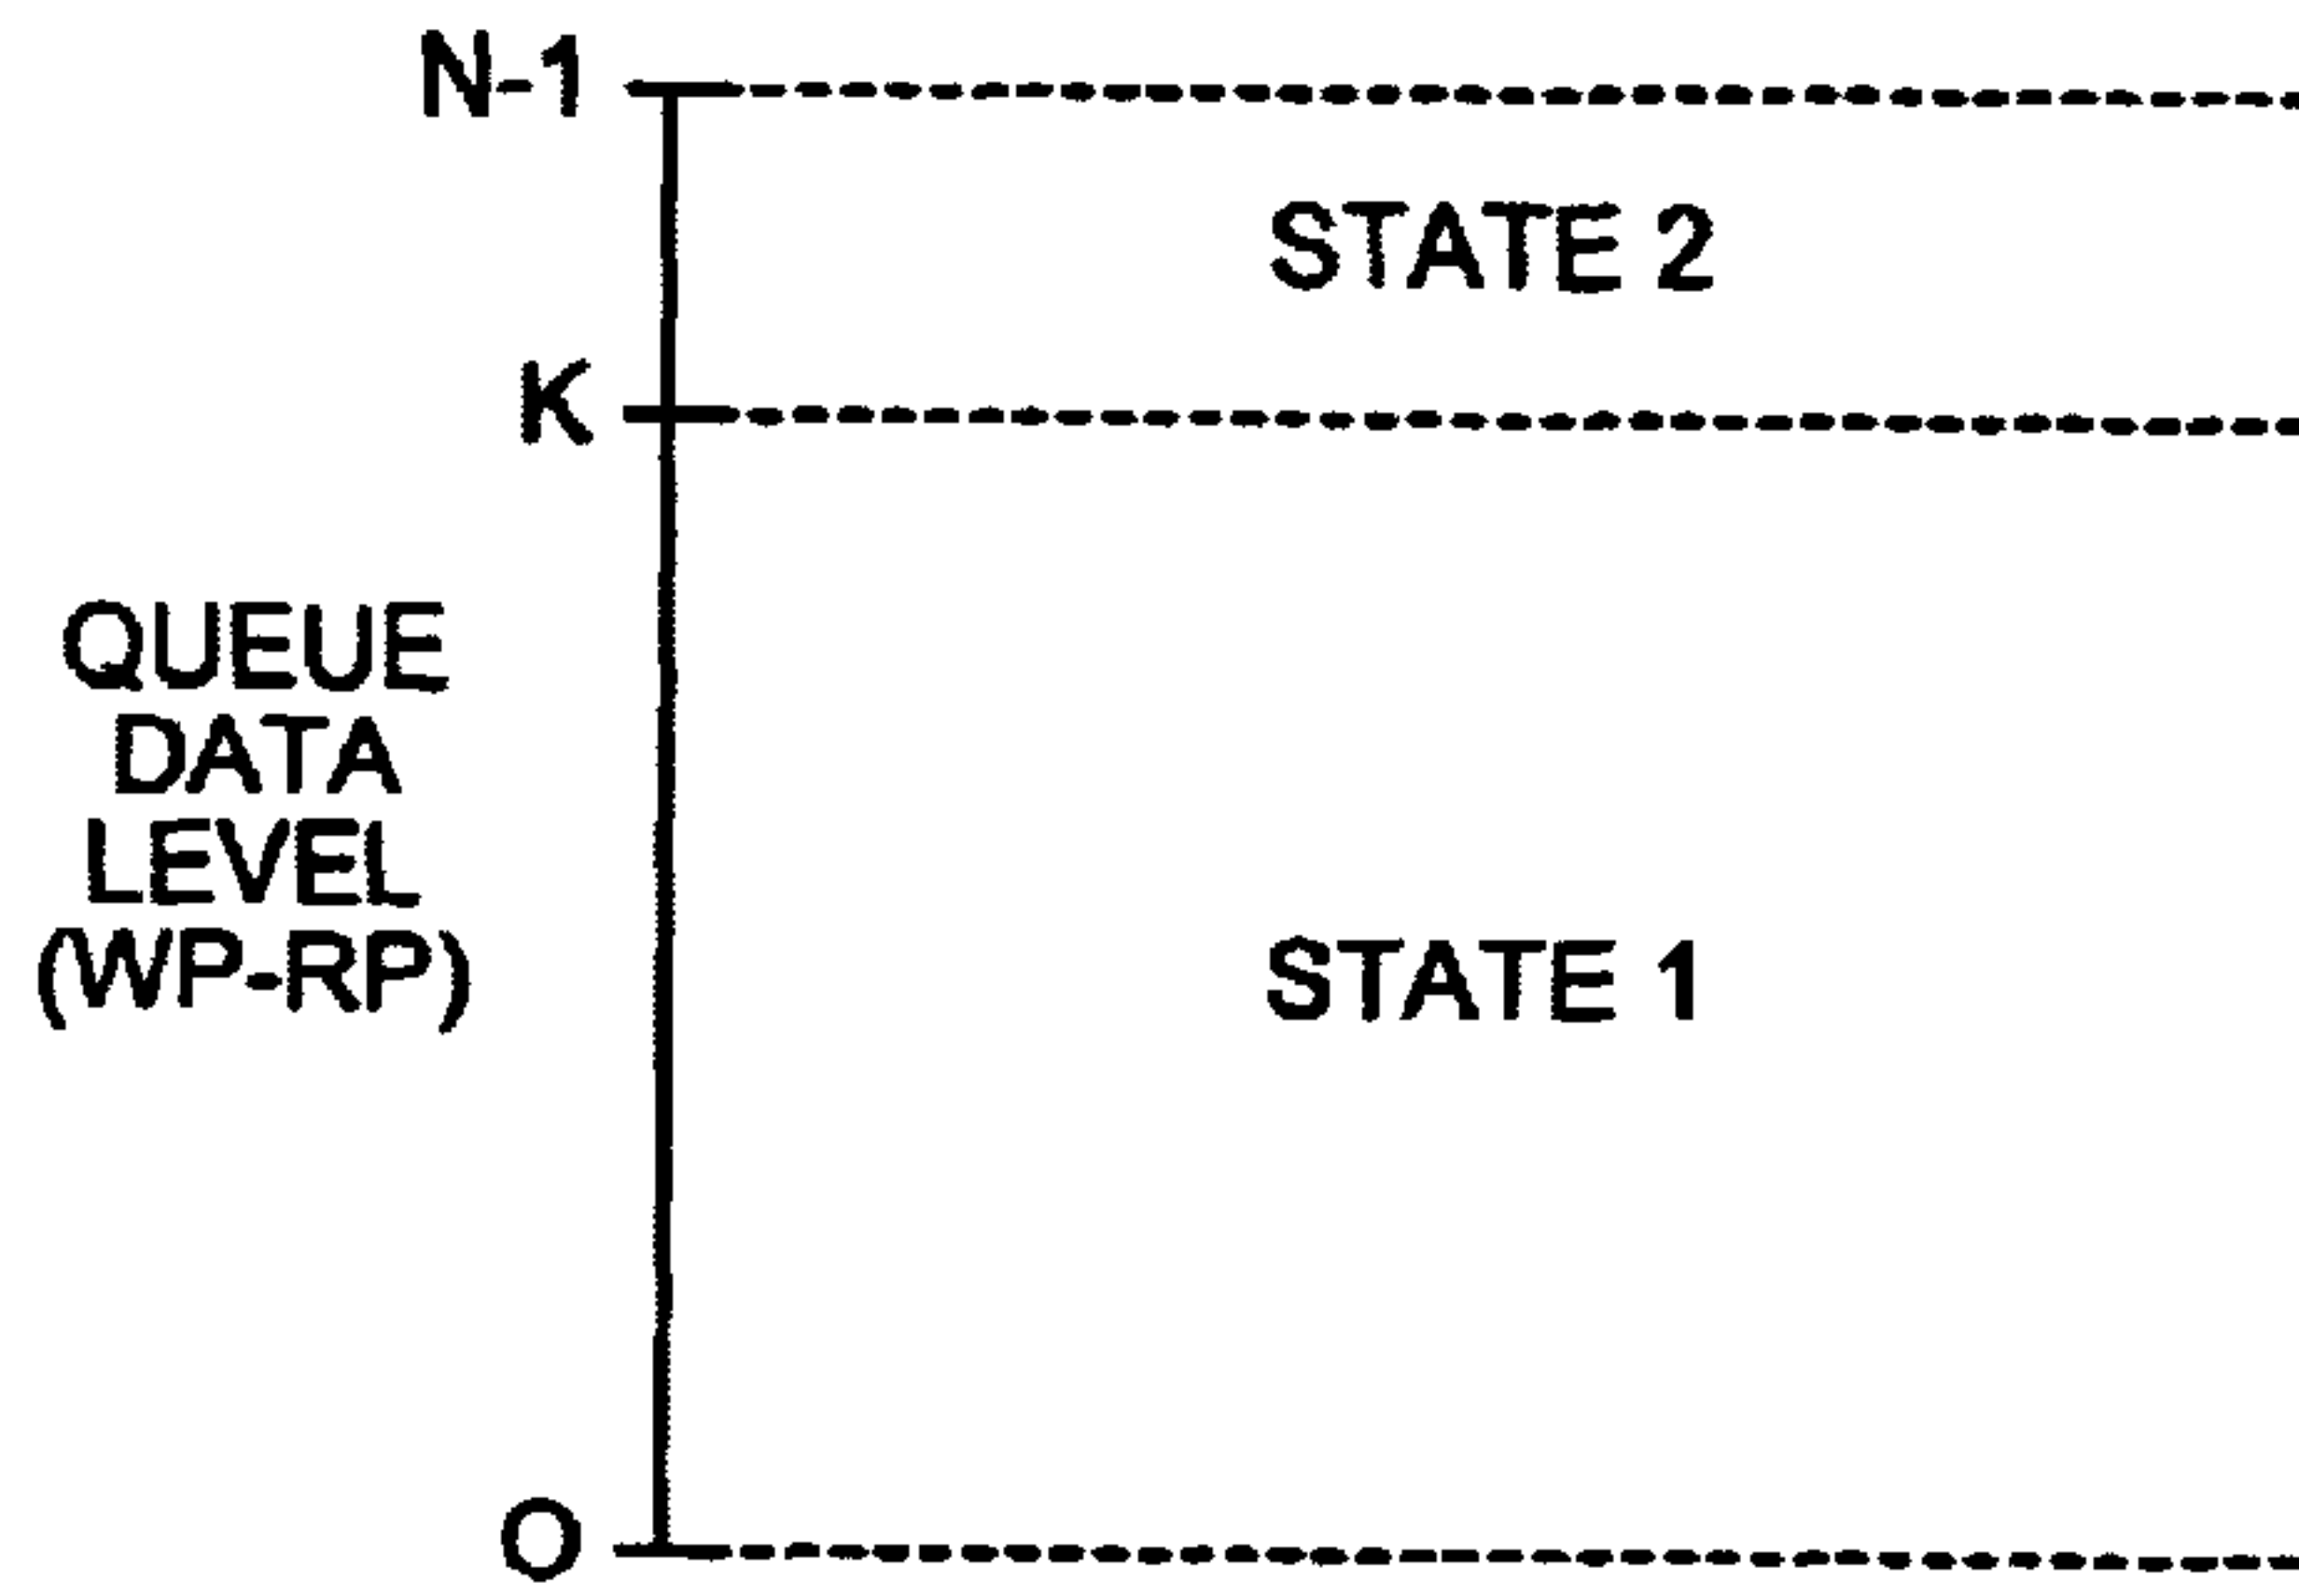 N-1
STATE 2
K
QUEUE
DATA
LEVEL
(WP-RP)
STATE 1
O